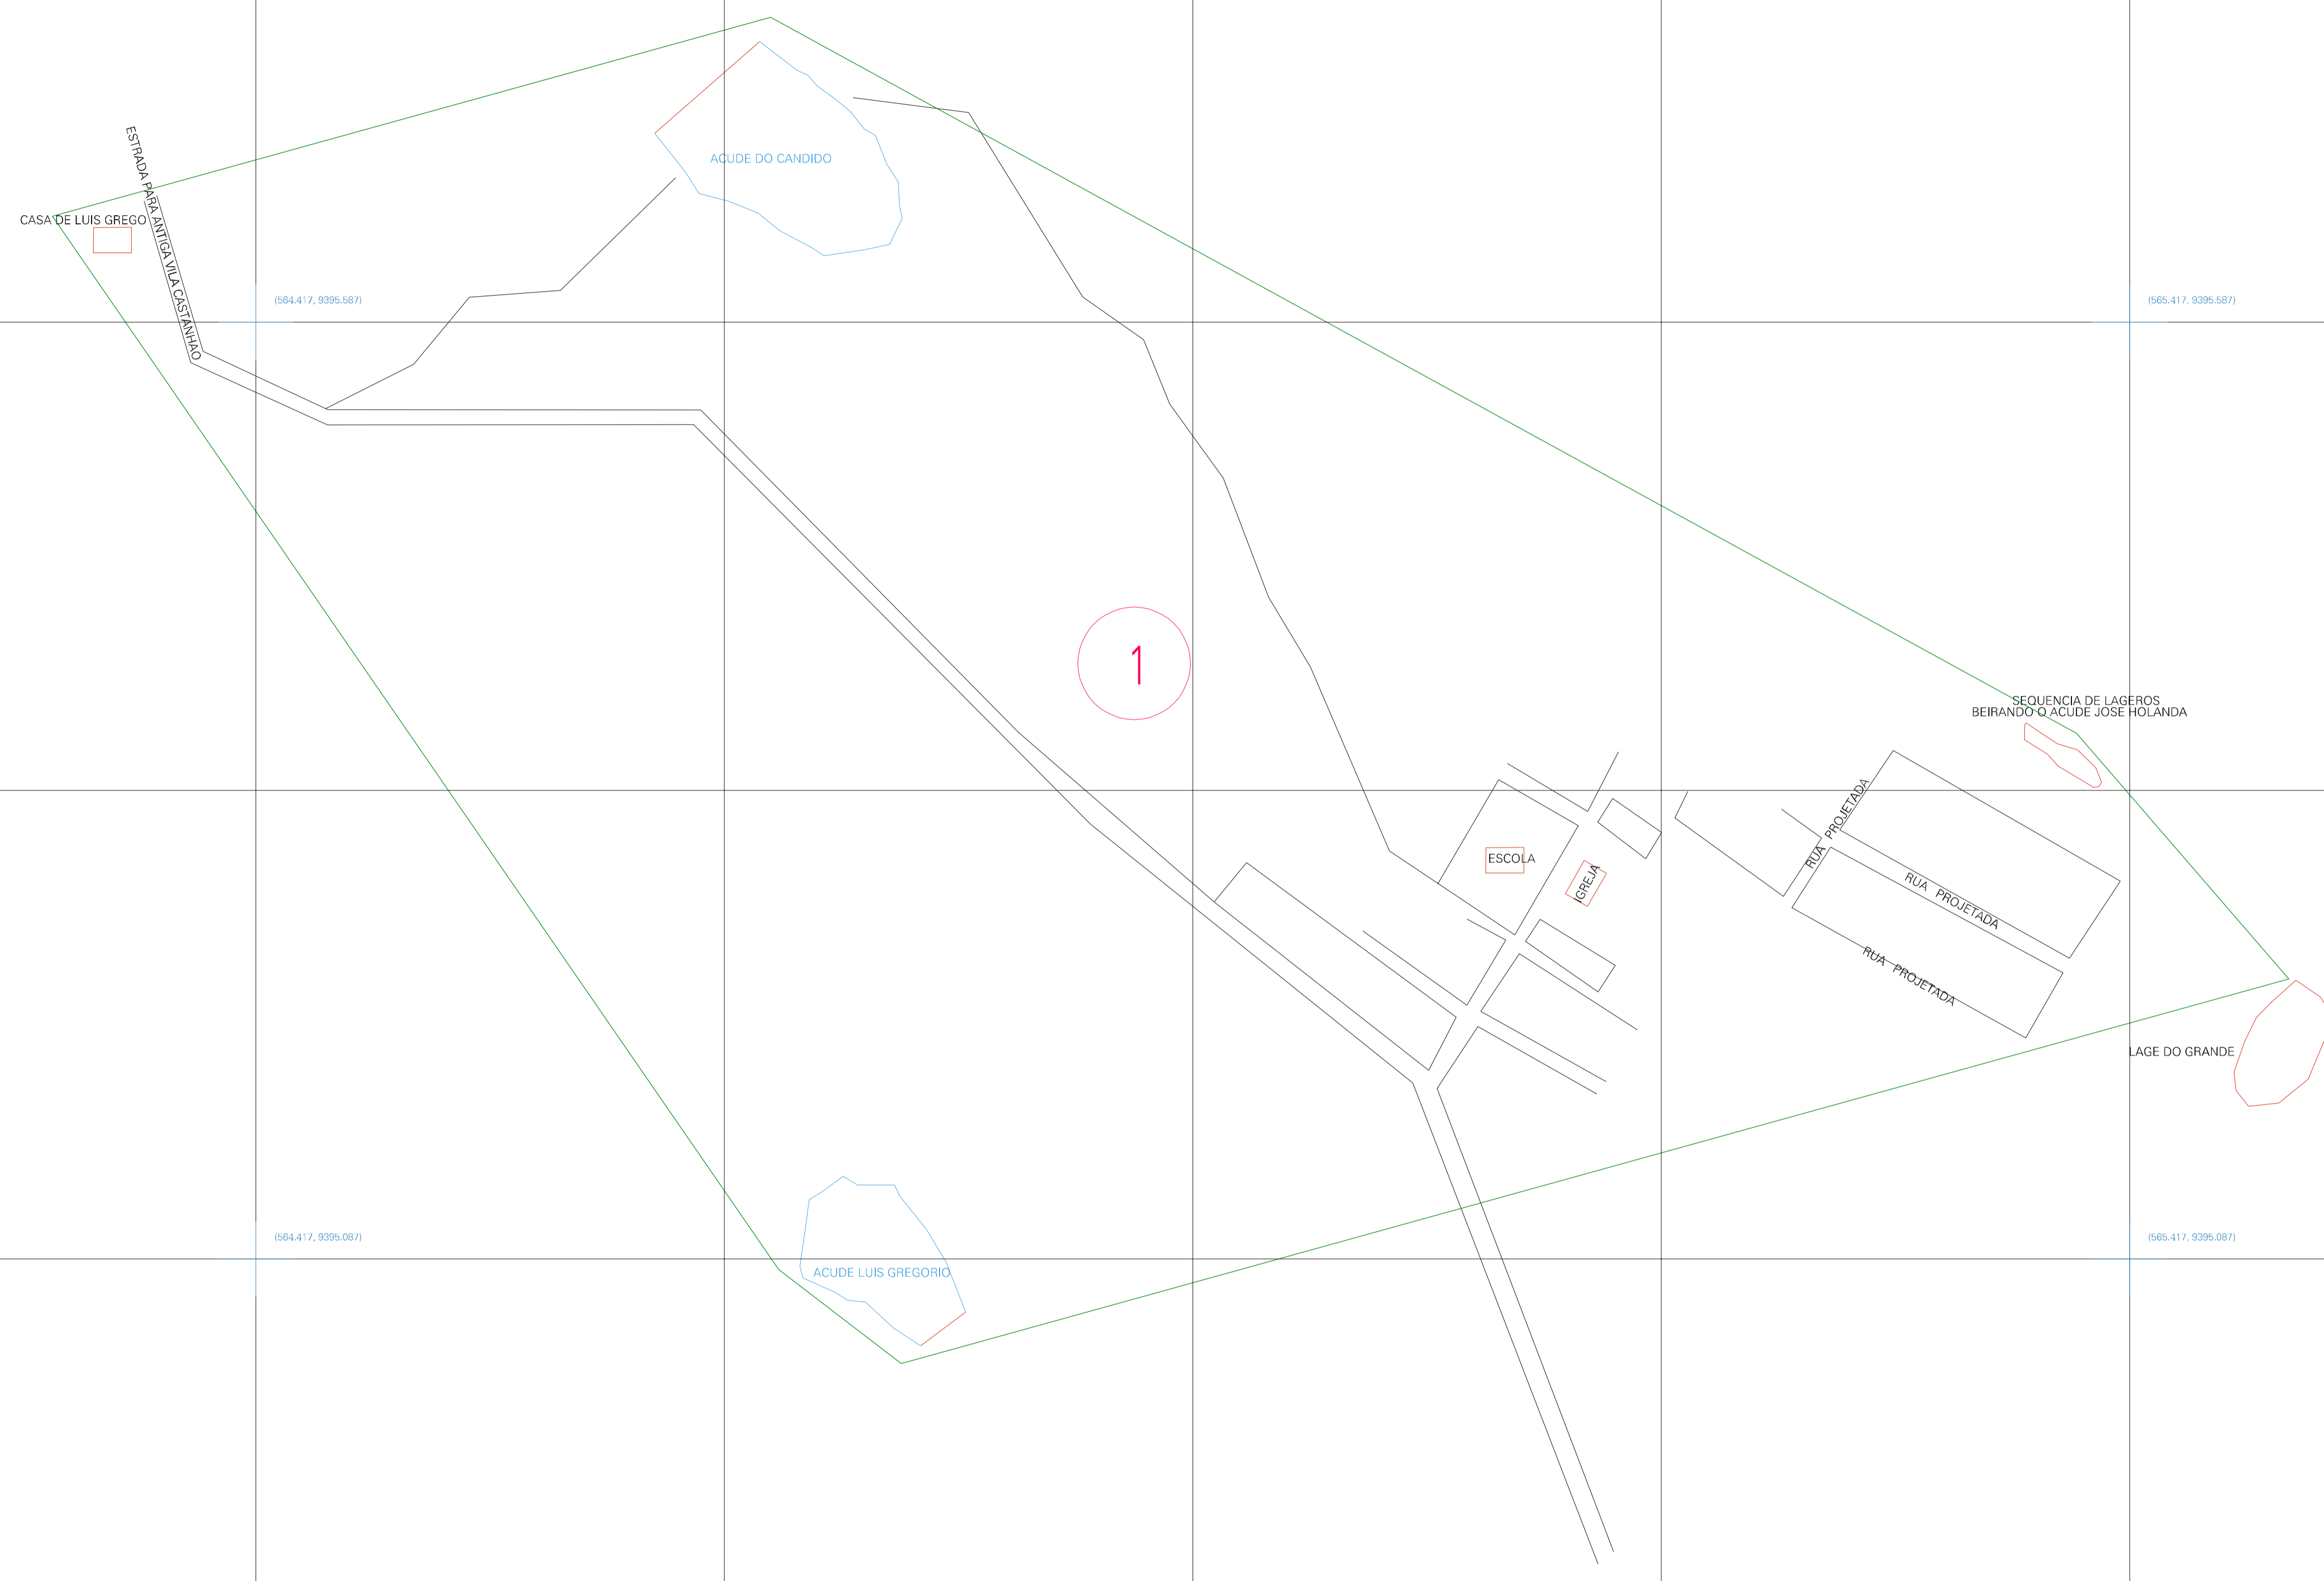 ACUDE DO CANDIDO
ESTRADA PARA ANTIGA VILA CASTANHAO
CASA DE LUIS GREGO
(564.417, 9395.587)
(565.417, 9395.587)
1
SEQUENCIA DE LAGEROS
BEIRANDO O ACUDE JOSE HOLANDA
ESCOLA
IGREJA
RUA PROJETADA
RUA PROJETADA
RUA PROJETADA
LAGE DO GRANDE
(564.417, 9395.087)
(565.417, 9395.087)
ACUDE LUIS GREGORIO